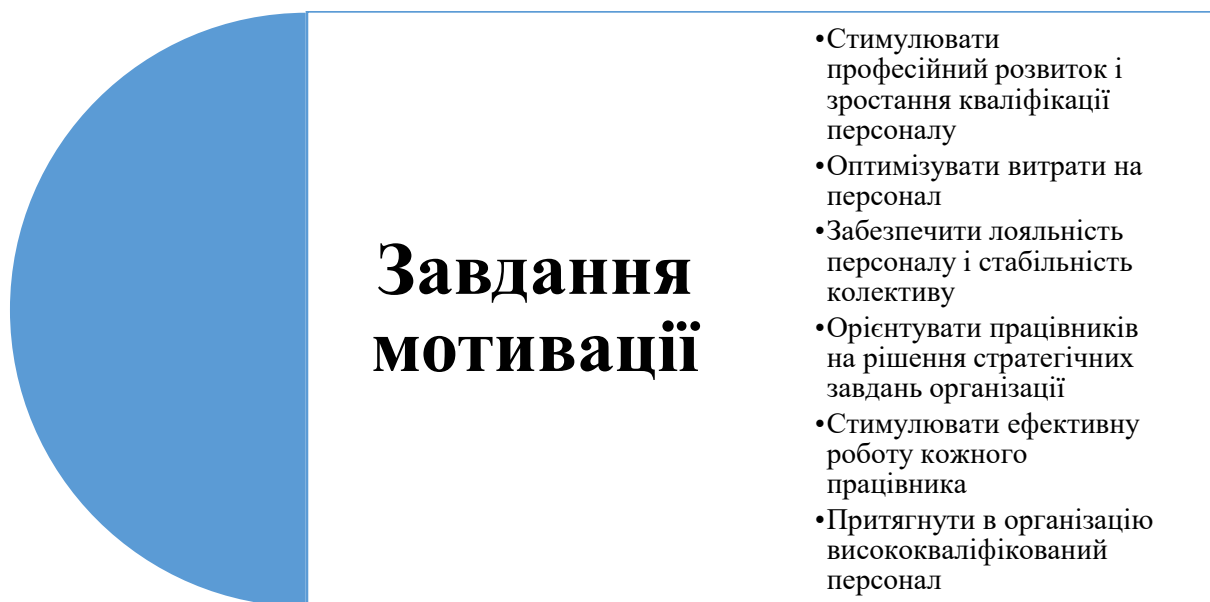 Завдання
мотивації
•Стимулювати
професійний розвиток і
зростання кваліфікації
персоналу
•Оптимізувати витрати на
персонал
•Забезпечити лояльність
персоналу і стабільність
колективу
•Орієнтувати працівників
на рішення стратегічних
завдань організації
•Стимулювати ефективну
роботу кожного
працівника
•Притягнути в організацію
висококваліфікований
персонал